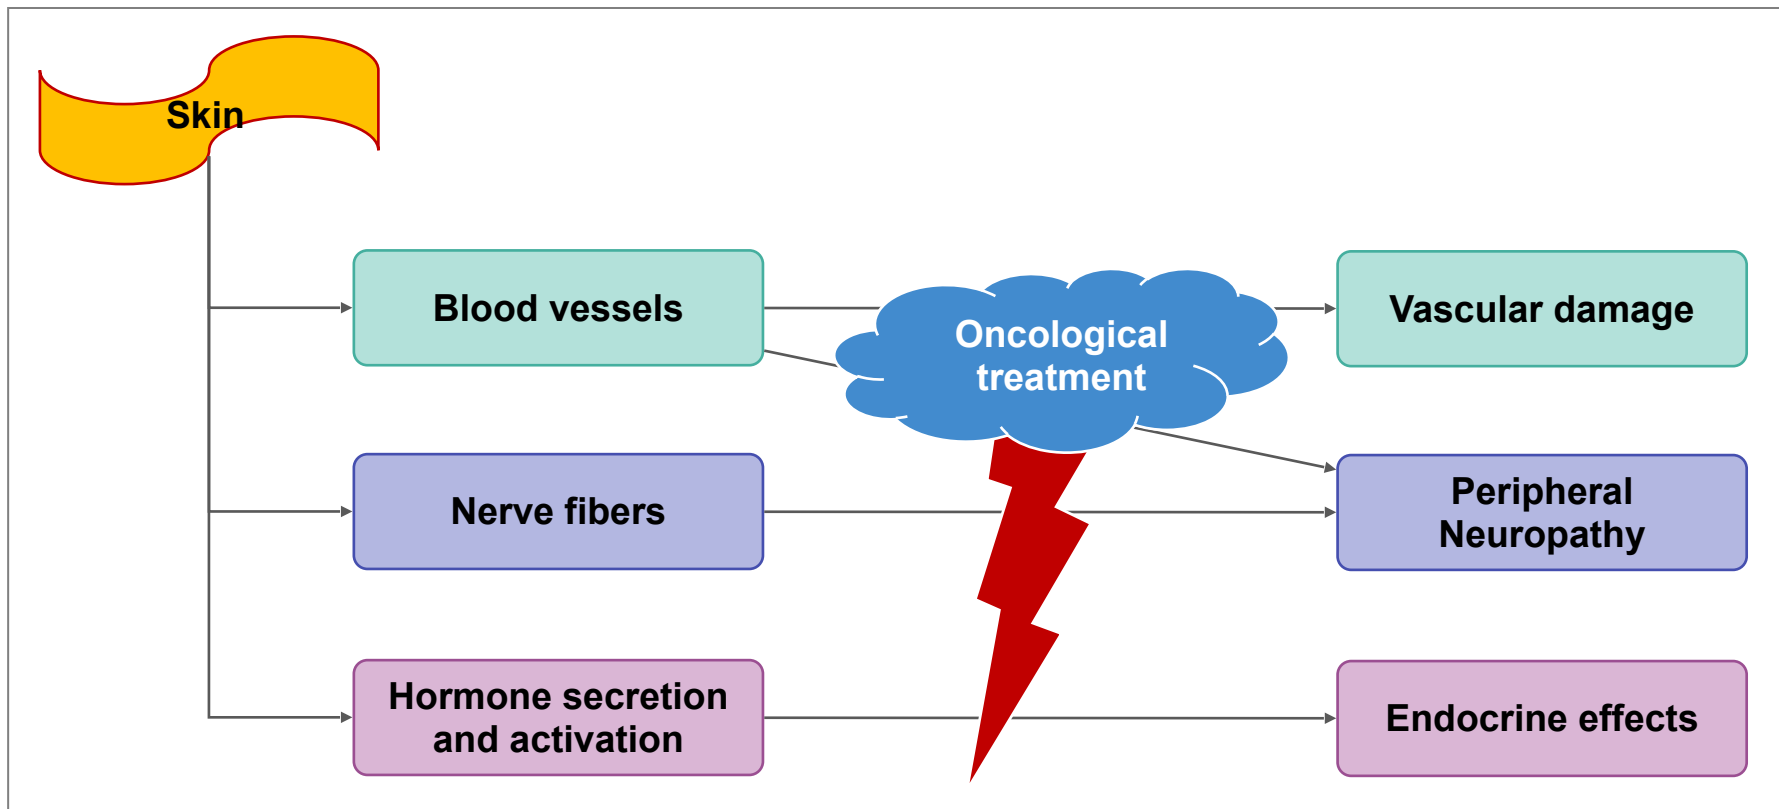 Skin
Blood vessels
Oncological
treatment
Vascular damage
Nerve fibers
Peripheral
Neuropathy
Hormone secretion
and activation
Endocrine effects